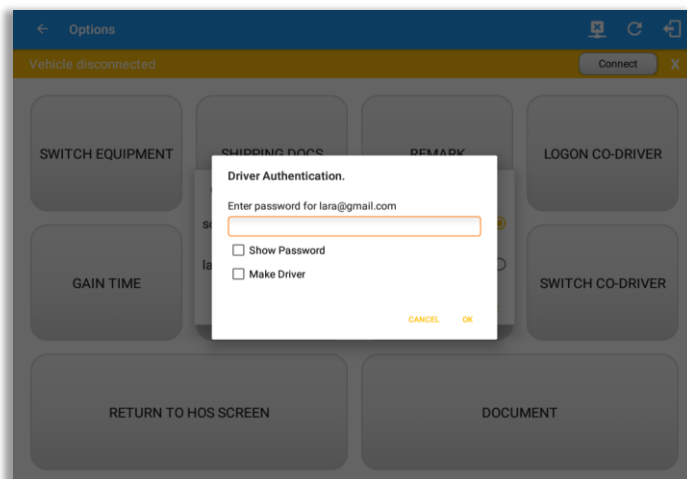 Options
Vehicle disconnected
Connect
X
SWITCH EQUIPMENT
SHIPPING DOCS
REMARK
LOGON CO-DRIVER
Driver Authentication.
Enter password for lara@gmail.com
Show Password
Make Driver
CANCEL OK
GAIN TIME
SWITCH CO-DRIVER
RETURN TO HOS SCREEN
DOCUMENT